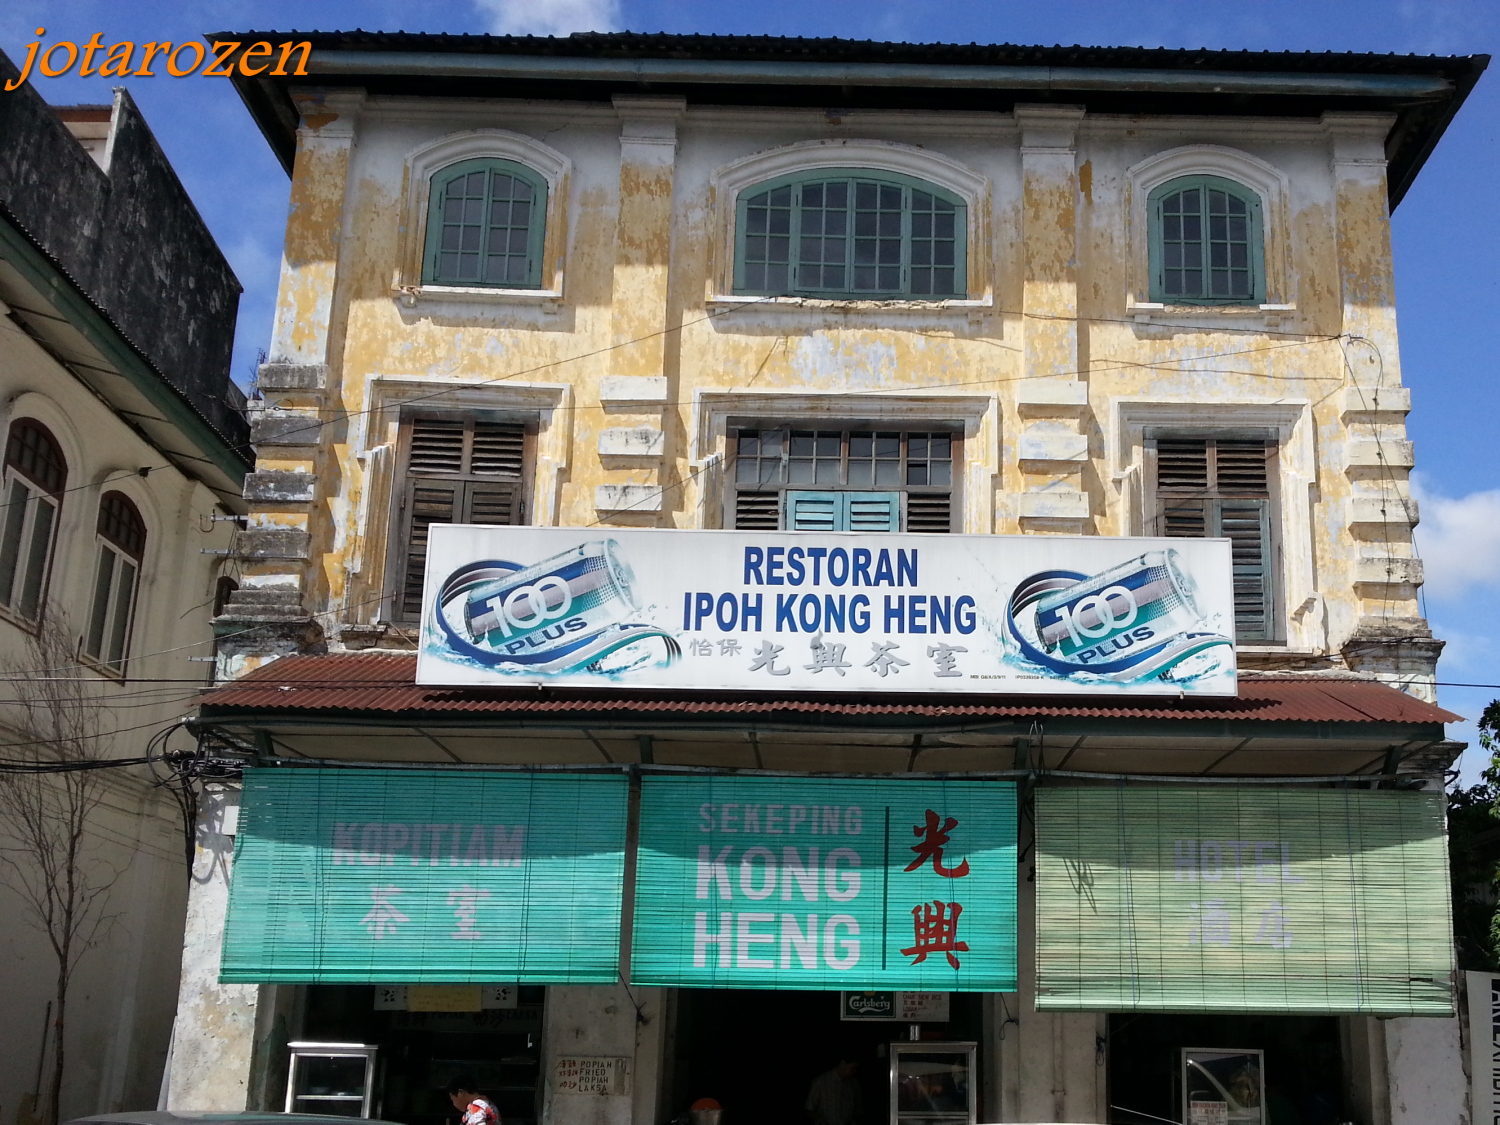 jotarozen
RESTORAN
IPOH KONG HENG
怡保 光興茶室
100
PLUS
100
PLUS
KOPITIAM
茶室
SEKEPING
KONG
HENG
光
興
HOTEL
酒店
Carlsberg
POPIAH
FRIED
POPIAH
LAKSA